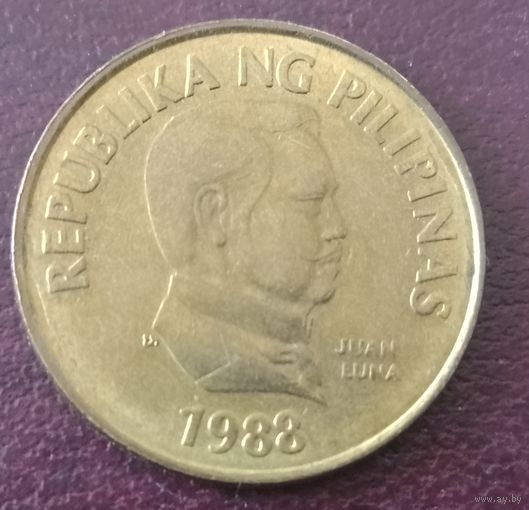 REPUBLIKA NG PILIPINAS
JUAN
LUNA
1988
www.ay.by